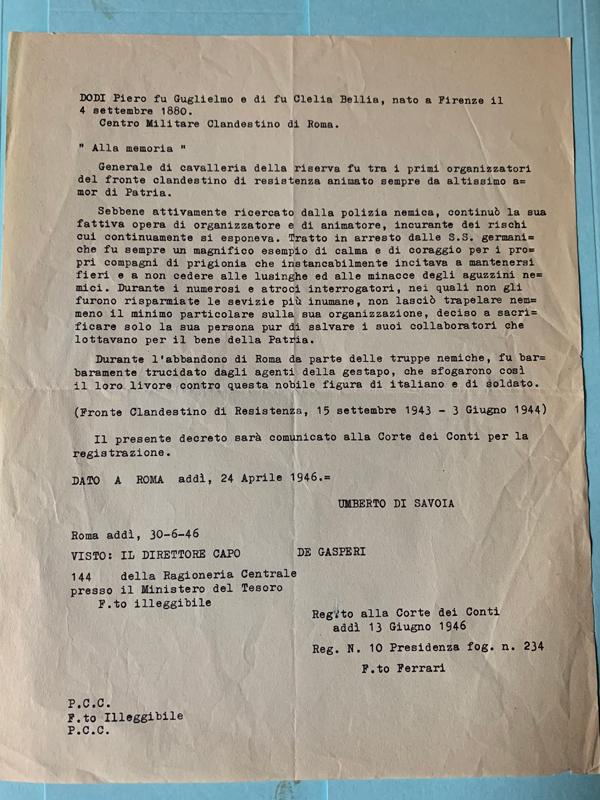 DODI Piero fu Guglielmo e di fu Clelia Bellia, nato a Firenze il
4 settembre 1880.
Centro Militare Clandestino di Roma.
" Alla memoria "
Generale di cavalleria della riserva fu tra i primi organizzatori
del fronte clandestino di resistenza animato sempre da altissimo a=
mor di Patria.
Sebbene attivamente ricercato dalla polizia nemica, continuò la sua
fattiva opera di organizzatore e di animatore, incurante dei rischi
cui continuamente si esponeva. Tratto in arresto dalle S.S. germani=
che fu sempre un magnifico esempio di calma e di coraggio per i pro=
pri compagni di prigionia che instancabilmente incitava a mantenersi
fieri e a non cedere alle lusinghe ed alle minacce degli aguzzini ne=
mici. Durante i numerosi e atroci interrogatori, nei quali non gli
furono risparmiate le sevizie più inumane, non lasciò trapelare nem=
meno il minimo particolare sulla sua organizzazione, deciso a sacri=
ficare solo la sua persona pur di salvare i suoi collaboratori che
lottavano per il bene della Patria.
Durante l'abbandono di Roma da parte delle truppe nemiche, fu bar=
baramente trucidato dagli agenti della gestapo, che sfogarono così
il loro livore contro questa nobile figura di italiano e di soldato.
(Fronte Clandestino di Resistenza, 15 settembre 1943 - 3 Giugno 1944)
Il presente decreto sarà comunicato alla Corte dei Conti per la
registrazione.
DATO A ROMA addì, 24 Aprile 1946.=
UMBERTO DI SAVOIA
Roma addì, 30-6-46
VISTO: IL DIRETTORE CAPO DE GASPERI
144 della Ragioneria Centrale
presso il Ministero del Tesoro
F.to illeggibile
Reg.to alla Corte dei Conti
addì 13 Giugno 1946
Reg. N. 10 Presidenza fog. n. 234
F.to Ferrari
P.C.C.
F.to Illeggibile
P.C.C.